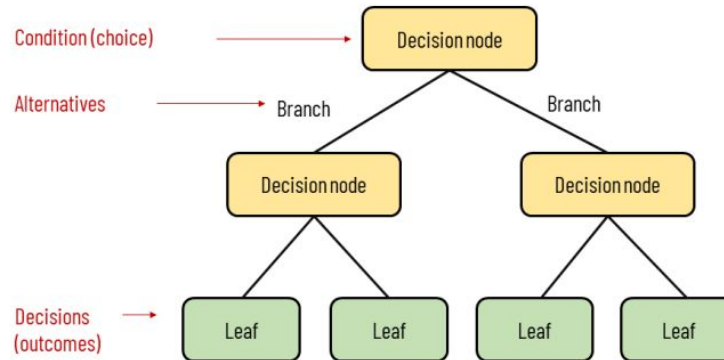 Condition (choice)
Decision node
Alternatives
Branch
Branch
Decision node
Decision node
Decisions
(outcomes)
Leaf
Leaf
Leaf
Leaf